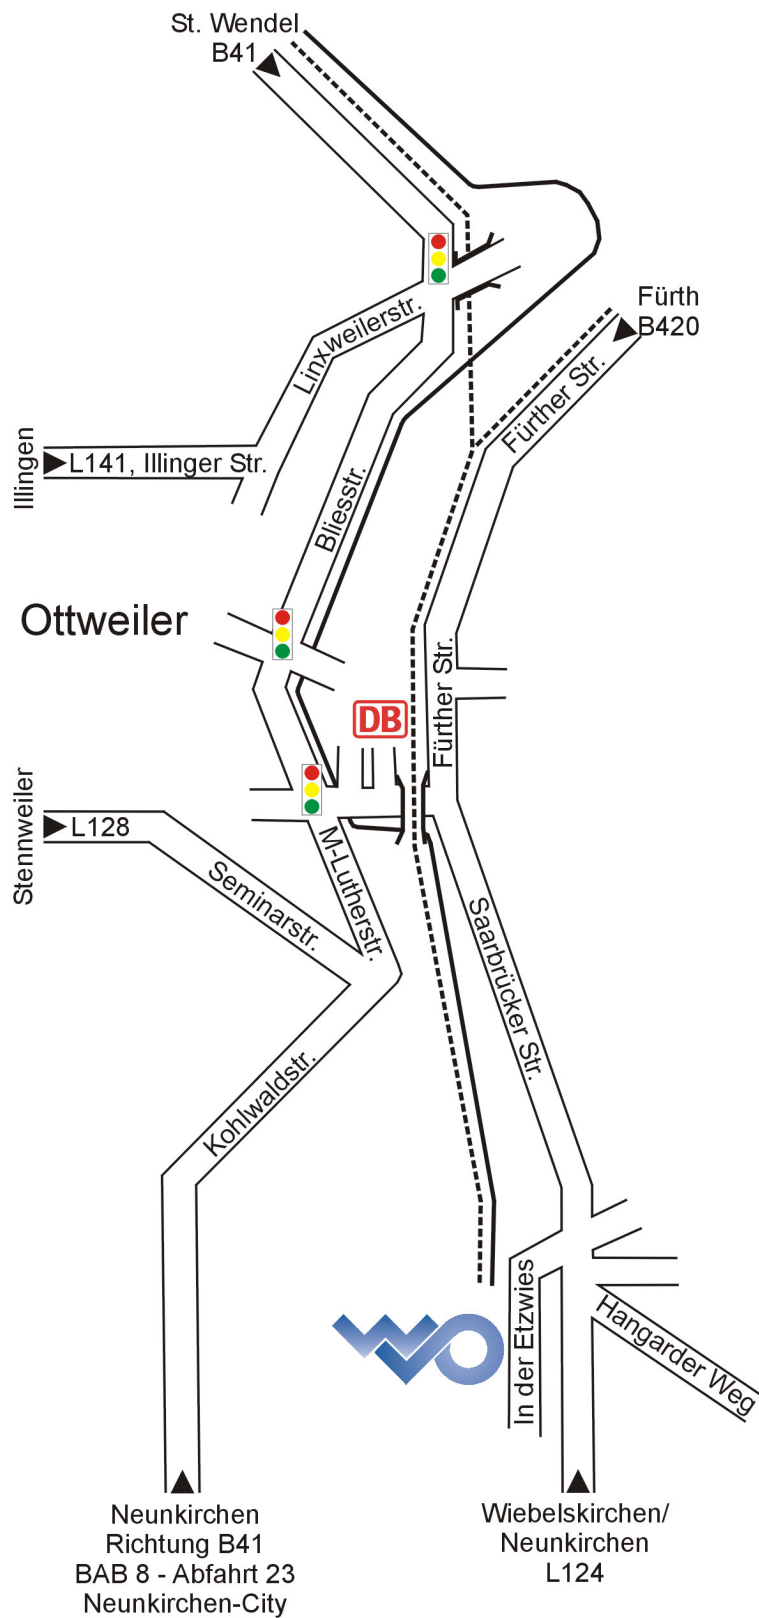 St. Wendel
B41
Fürth
B420
Linxweilerstr.
Fürther Str.
Illingen
L141, Illinger Str.
Bliesstr.
Ottweiler
Fürther Str.
DB
Stennweiler
L128
M-Lutherstr.
Seminarstr.
Saarbrücker Str.
Kohlwaldstr.
In der Etzwies
Hangarder Weg
WO
Neunkirchen
Richtung B41
BAB 8 - Abfahrt 23
Neunkirchen-City
Wiebelskirchen/
Neunkirchen
L124